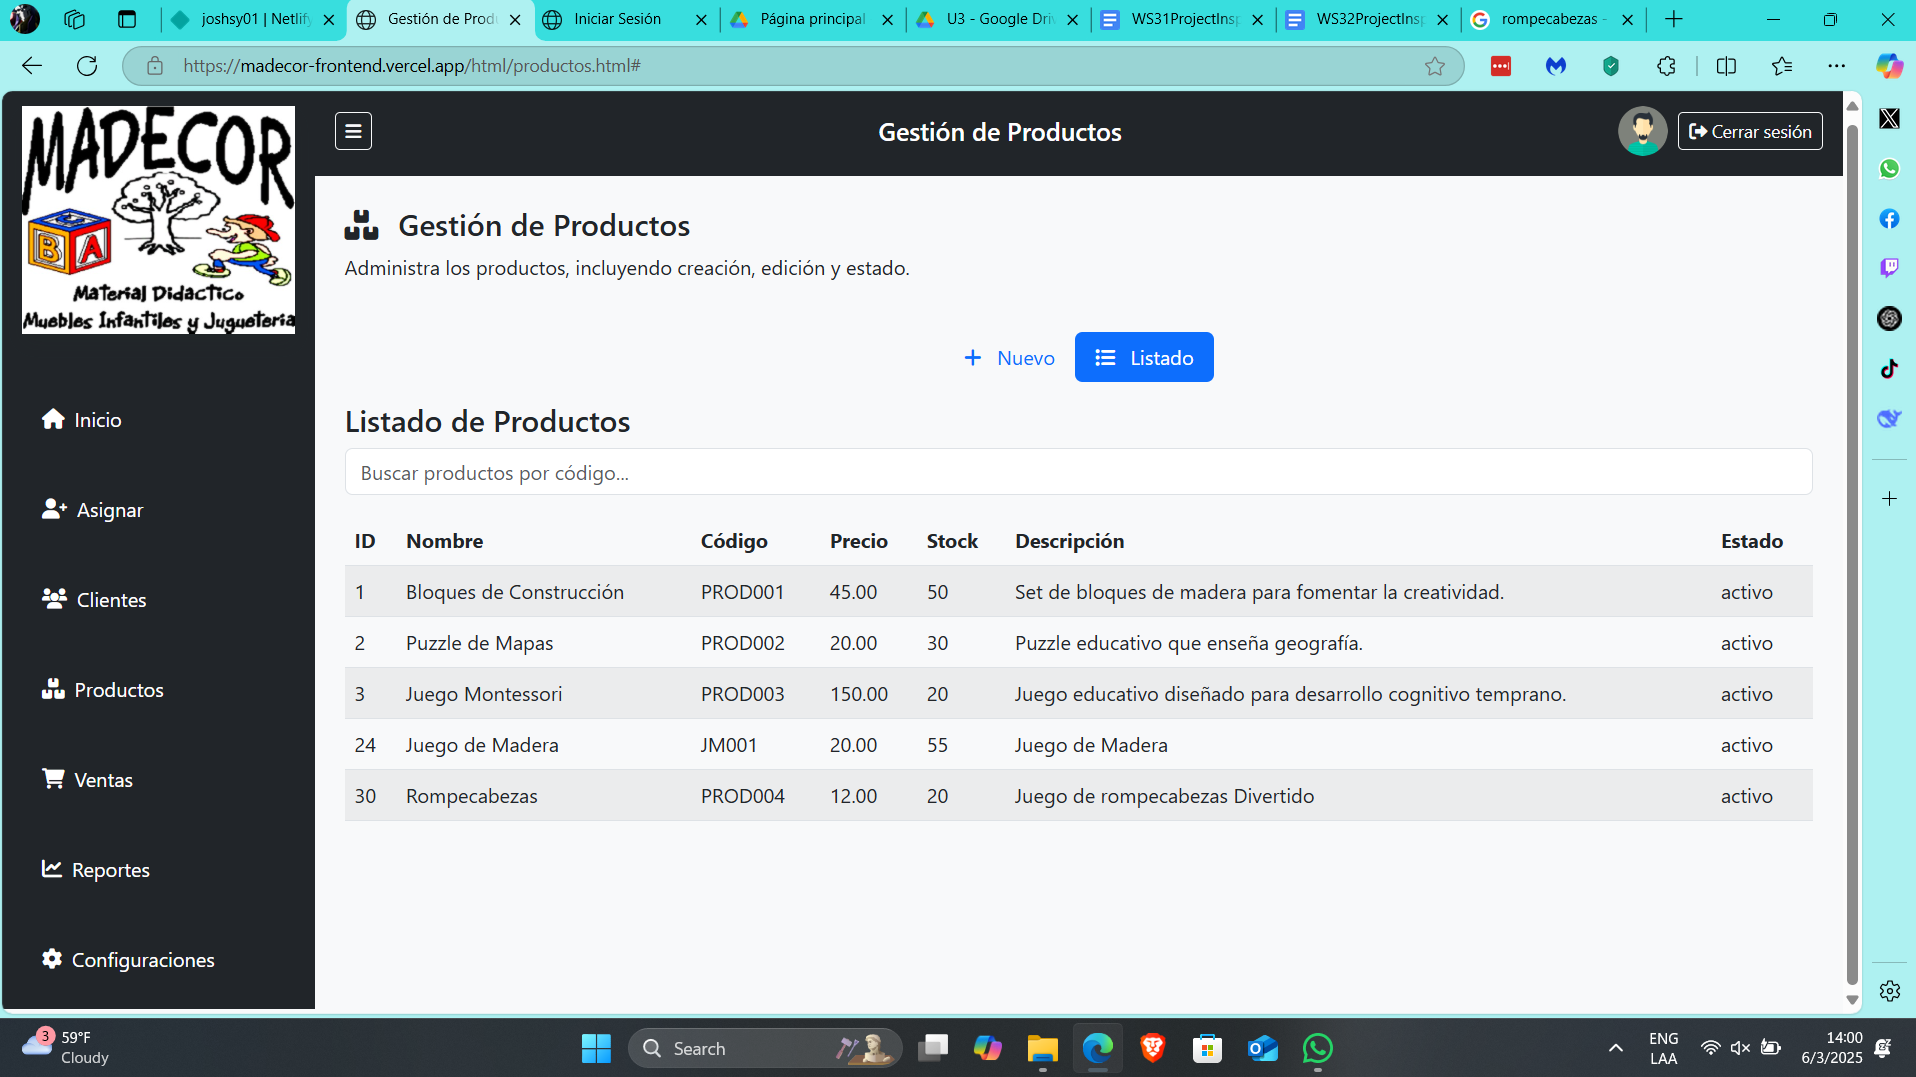 joshsy01 | Netlify
Gestión de Produ
Iniciar Sesión
Página principal
U3 - Google Driv
WS31ProjectInsp
WS32ProjectInsp
rompecabezas -
https://madecor-frontend.vercel.app/html/productos.html#
MADECOR
C
B A
Material Didactico
Muebles Infantiles y Jugueteria
Gestión de Productos
Cerrar sesión
Inicio
Asignar
Clientes
Productos
Ventas
Reportes
Configuraciones
Gestión de Productos
Administra los productos, incluyendo creación, edición y estado.
Nuevo
Listado
Listado de Productos
Buscar productos por código...
ID Nombre Código Precio Stock Descripción Estado
1 Bloques de Construcción PROD001 45.00 50 Set de bloques de madera para fomentar la creatividad. activo
2 Puzzle de Mapas PROD002 20.00 30 Puzzle educativo que enseña geografía. activo
3 Juego Montessori PROD003 150.00 20 Juego educativo diseñado para desarrollo cognitivo temprano. activo
24 Juego de Madera JM001 20.00 55 Juego de Madera activo
30 Rompecabezas PROD004 12.00 20 Juego de rompecabezas Divertido activo
3
59°F
Cloudy
Search
ENG
LAA
14:00
6/3/2025